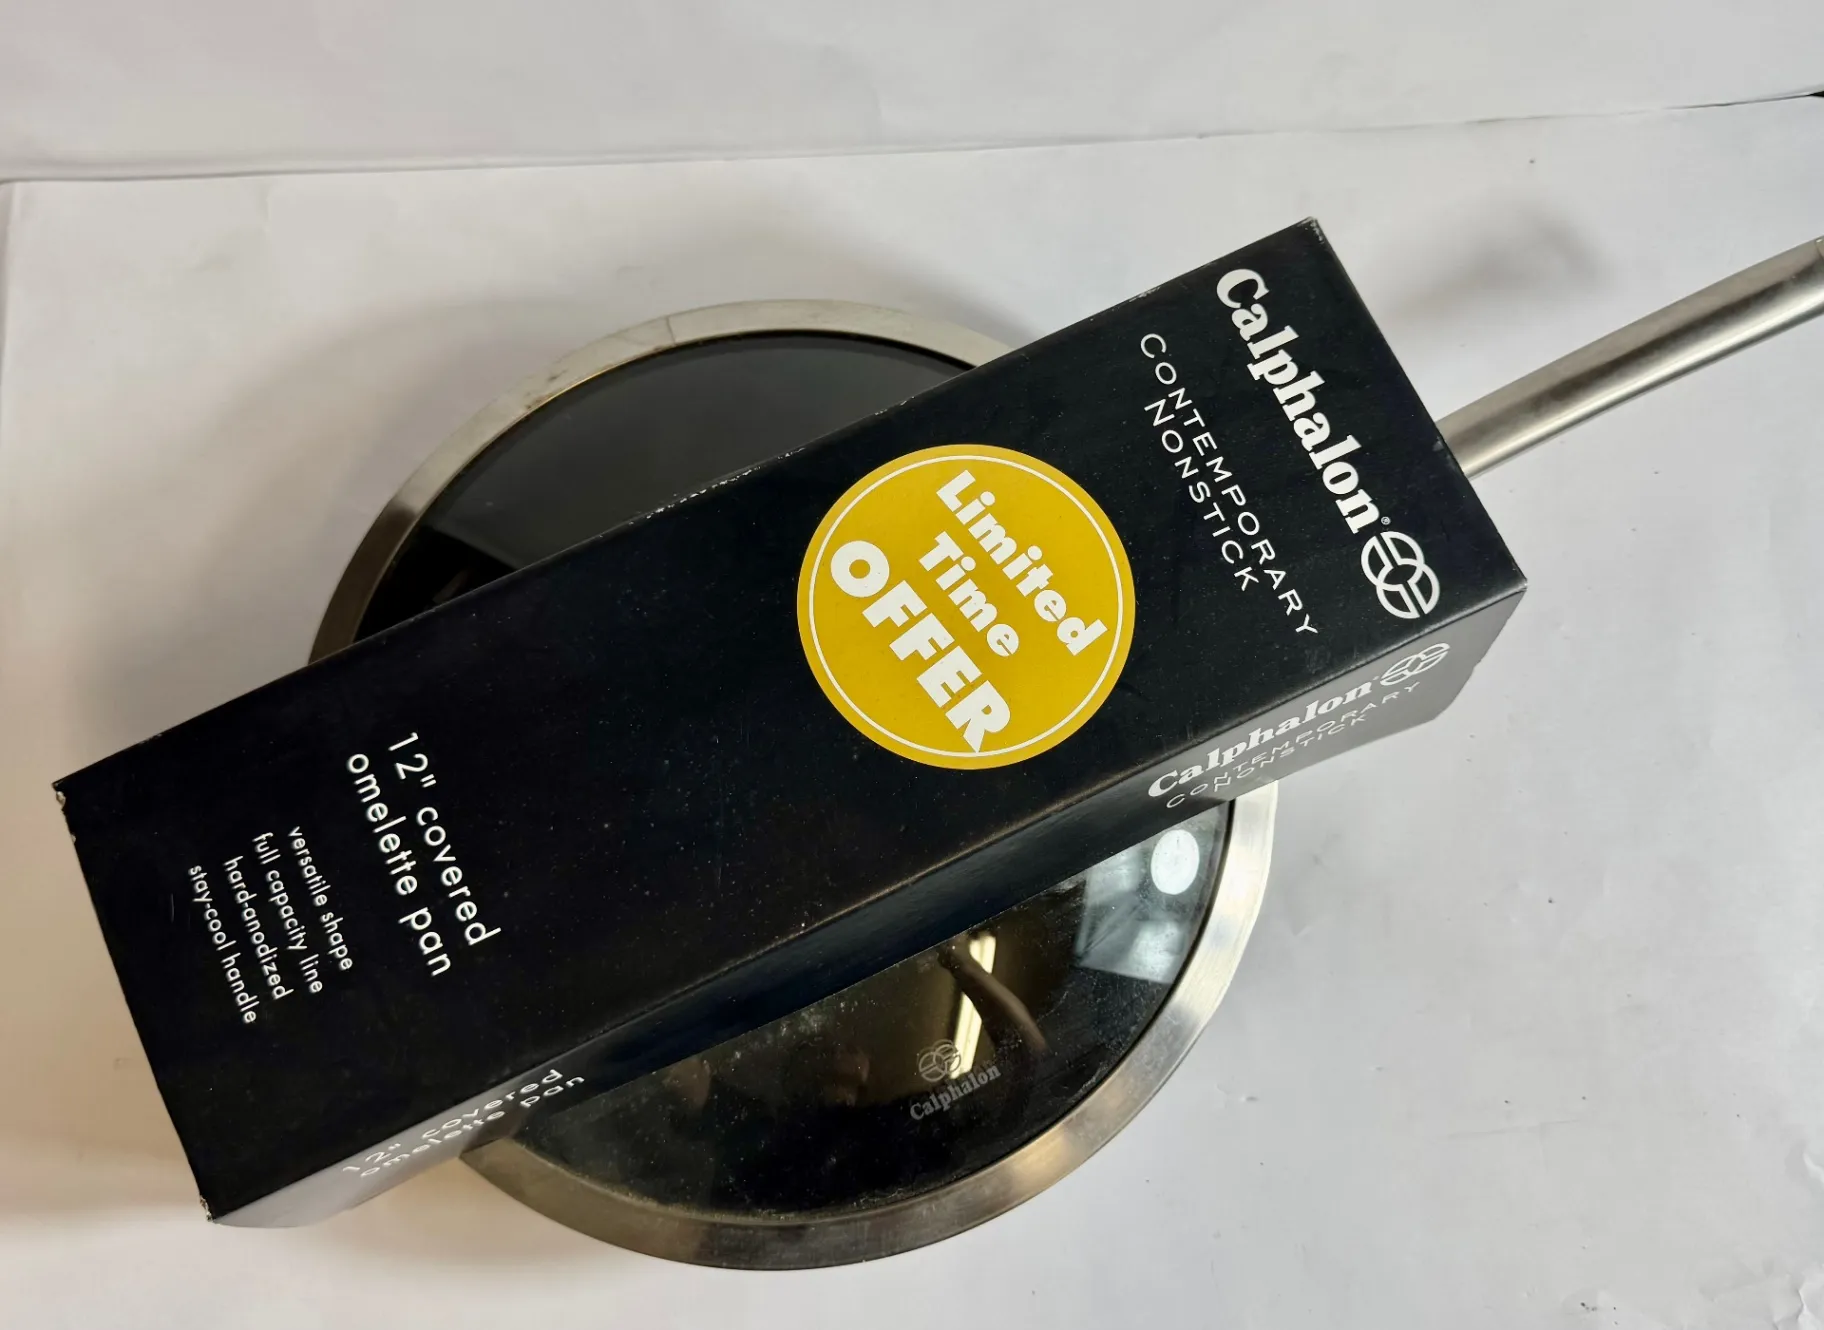 Calphalon®
CONTEMPORARY
NONSTICK
Limited
Time
OFFER
12" covered
omelette pan
versatile shape
full capacity line
hard-anodized
stay-cool handle
Calphalon®
CONTEMPORARY
NONSTICK
12" covered
omelette pan
Calphalon